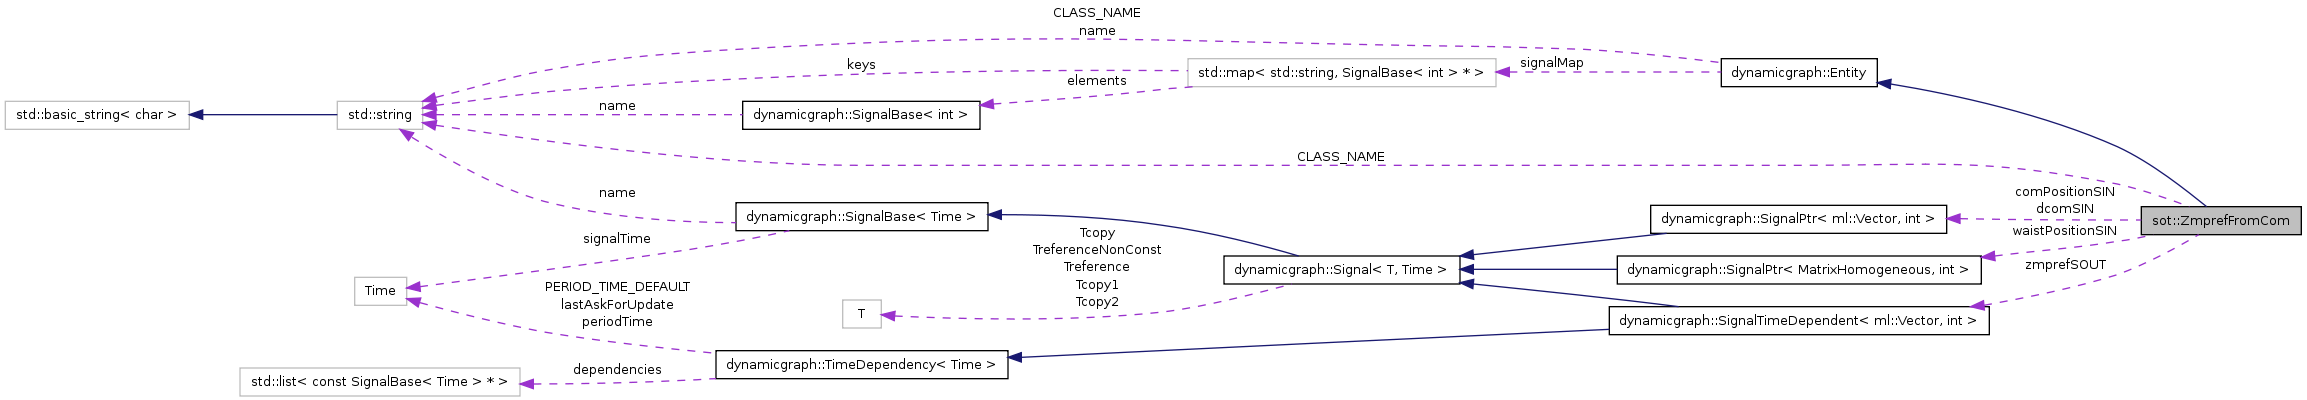 CLASS_NAME
name
keys
signalMap
std::map< std::string, SignalBase< int > * >
dynamicgraph::Entity
elements
std::basic_string< char >
std::string
name
dynamicgraph::SignalBase< int >
CLASS_NAME
name
dynamicgraph::SignalBase< Time >
comPositionSIN
dcomSIN
dynamicgraph::SignalPtr< ml::Vector, int >
sot::ZmprefFromCom
waistPositionSIN
signalTime
Tcopy
TreferenceNonConst
Treference
Tcopy1
Tcopy2
dynamicgraph::Signal< T, Time >
dynamicgraph::SignalPtr< MatrixHomogeneous, int >
zmprefSOUT
Time
PERIOD_TIME_DEFAULT
lastAskForUpdate
periodTime
T
dynamicgraph::SignalTimeDependent< ml::Vector, int >
dynamicgraph::TimeDependency< Time >
dependencies
std::list< const SignalBase< Time > * >